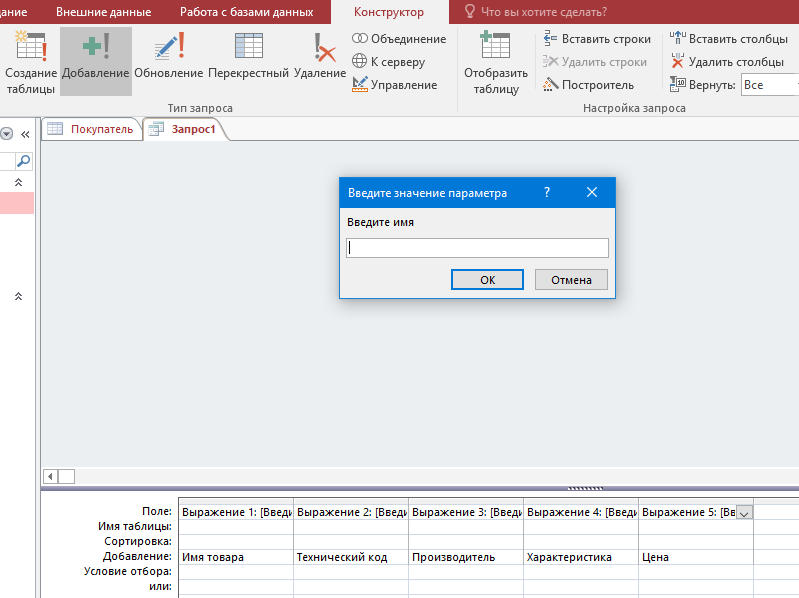 дание Внешние данные Работа с базами данных Конструктор Что вы хотите сделать?
Создание таблицы Добавление Обновление Перекрестный Удаление
Объединение
К серверу
Управление
Отобразить таблицу
Вставить строки
Удалить строки
Построитель
Вставить столбцы
Удалить столбцы
Вернуть: Все
Тип запроса Настройка запроса
Покупатель Запрос1
Введите значение параметра ?
Введите имя
ОК Отмена
Поле: Выражение 1: [Введи Выражение 2: [Введи Выражение 3: [Введ Выражение 4: [Введи Выражение 5: [Вв
Имя таблицы:
Сортировка:
Добавление: Имя товара Технический код Производитель Характеристика Цена
Условие отбора:
или: